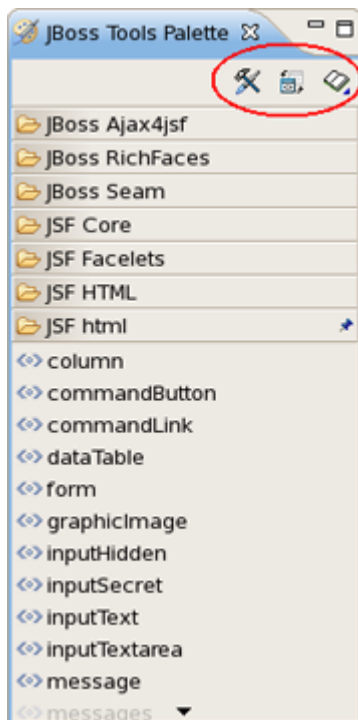 JBoss Tools Palette
JBoss Ajax4jsf
JBoss RichFaces
JBoss Seam
JSF Core
JSF Facelets
JSF HTML
JSF html
column
commandButton
commandLink
dataTable
form
graphicImage
inputHidden
inputSecret
inputText
inputTextarea
message
messages